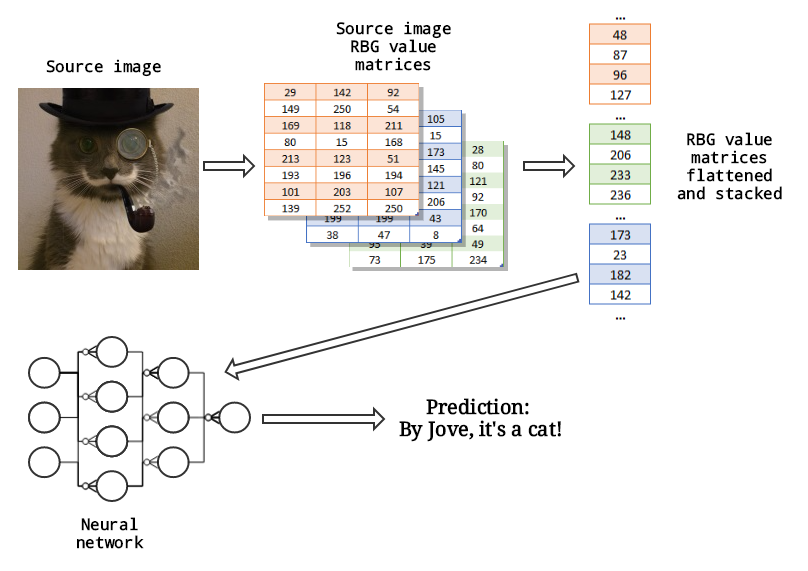 Source image
Source image
RBG value
matrices
29 142 92
149 250 54
169 118 211
80 15 168
213 123 51
193 196 194
101 203 107
139 252 250
105
15
173
145
121
206
199 199 43
38 47 8
28
80
121
92
170
64
95 39 49
73 175 234
...
48
87
96
127
...
148
206
233
236
...
173
23
182
142
...
RBG value
matrices
flattened
and stacked
Neural
network
Prediction:
By Jove, it's a cat!